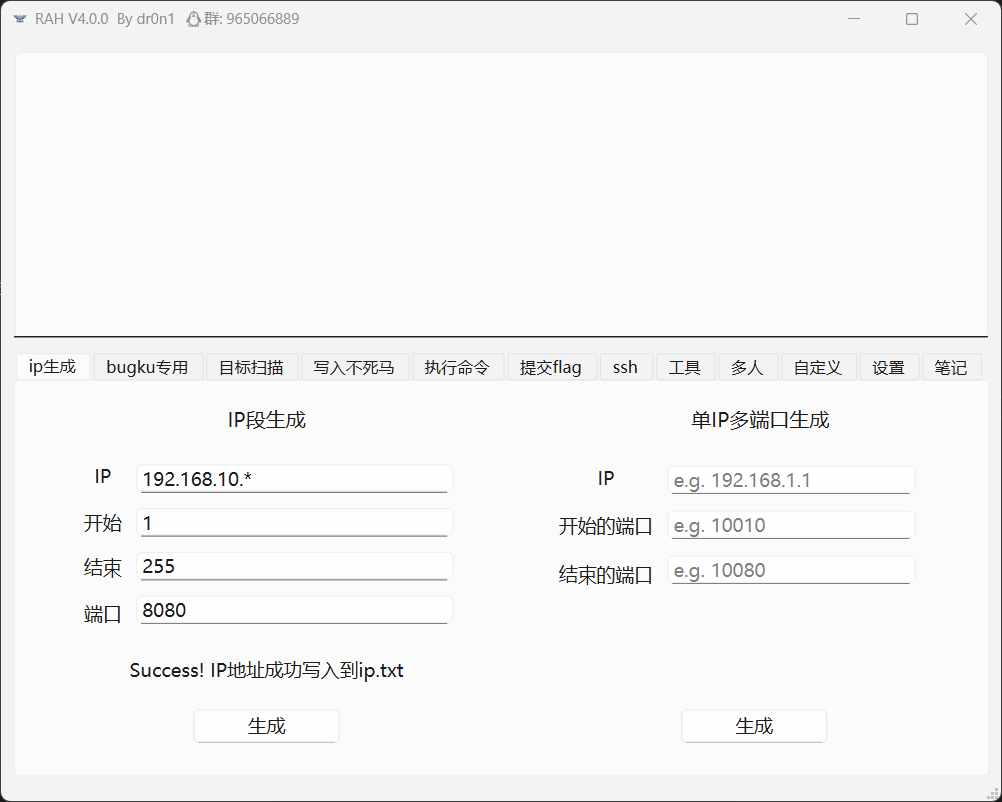 RAH V4.0.0 By dr0n1 群: 965066889
ip生成 bugku专用 目标扫描 写入不死马 执行命令 提交flag ssh 工具 多人 自定义 设置 笔记
IP段生成
IP 192.168.10.*
开始 1
结束 255
端口 8080
Success! IP地址成功写入到ip.txt
生成
单IP多端口生成
IP e.g. 192.168.1.1
开始的端口 e.g. 10010
结束的端口 e.g. 10080
生成